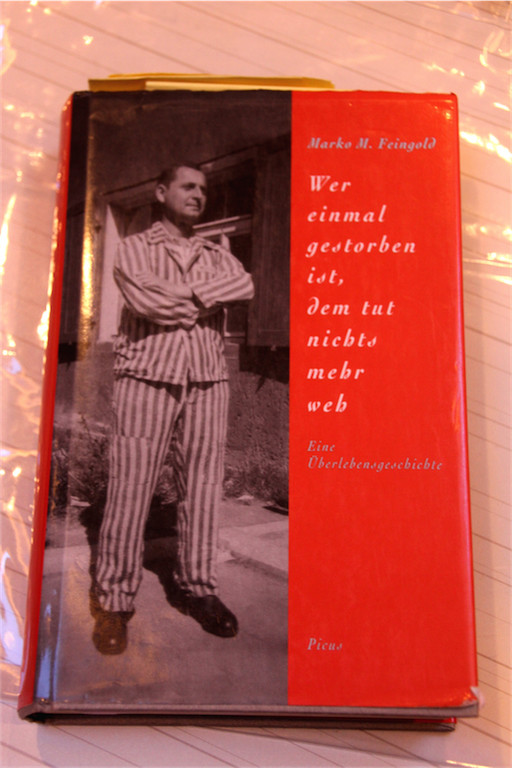 Marko M. Feingold
Wer
einmal
gestorben
ist,
dem tut
nichts
mehr
weh
Eine
Überlebensgeschichte
Picus